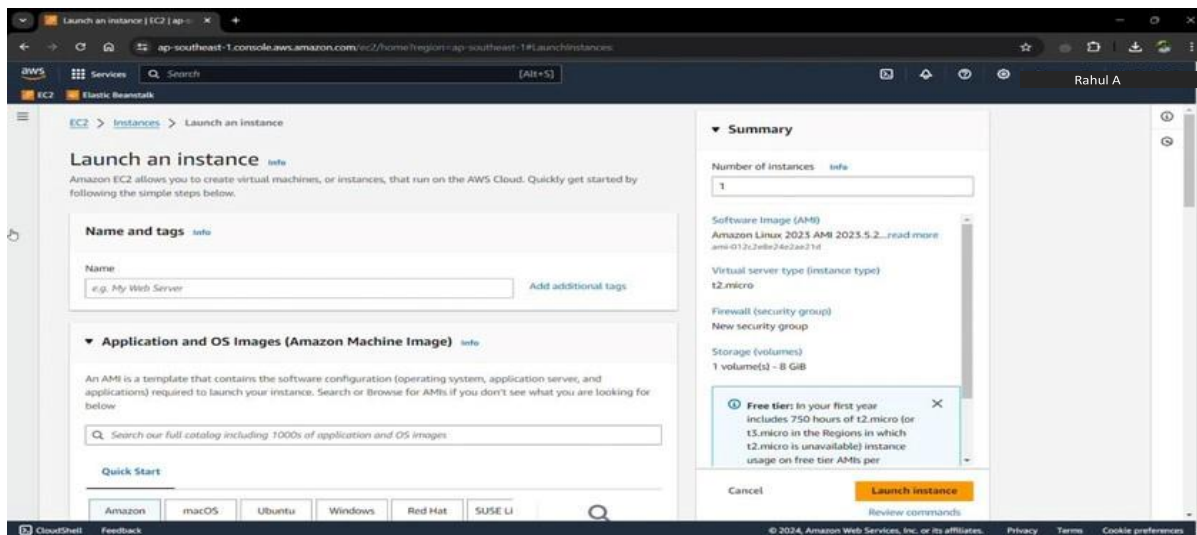 Launch an instance | EC2 | ap-s
ap-southeast-1.console.aws.amazon.com/ec2/home?region=ap-southeast-1#LaunchInstances:
aws
Services
Search
[Alt+S]
Rahul A
EC2
Elastic Beanstalk
EC2 > Instances > Launch an instance
Launch an instance Info
Amazon EC2 allows you to create virtual machines, or instances, that run on the AWS Cloud. Quickly get started by
following the simple steps below.
Name and tags Info
Name
e.g. My Web Server
Add additional tags
Application and OS Images (Amazon Machine Image) Info
An AMI is a template that contains the software configuration (operating system, application server, and
applications) required to launch your instance. Search or Browse for AMIs if you don't see what you are looking for
below
Search our full catalog including 1000s of application and OS images
Quick Start
Amazon
macOS
Ubuntu
Windows
Red Hat
SUSE Li
Summary
Number of instances Info
1
Software Image (AMI)
Amazon Linux 2023 AMI 2023.5.2...read more
Virtual server type (instance type)
t2.micro
Firewall (security group)
New security group
Storage (volumes)
1 volume(s) - 8 GiB
Free tier: In your first year
includes 750 hours of t2.micro (or
t3.micro in the Regions in which
t2.micro is unavailable) instance
usage on free tier AMIs per
Cancel
Launch instance
Review commands
CloudShell
Feedback
© 2024, Amazon Web Services, Inc. or its affiliates.
Privacy
Terms
Cookie preferences